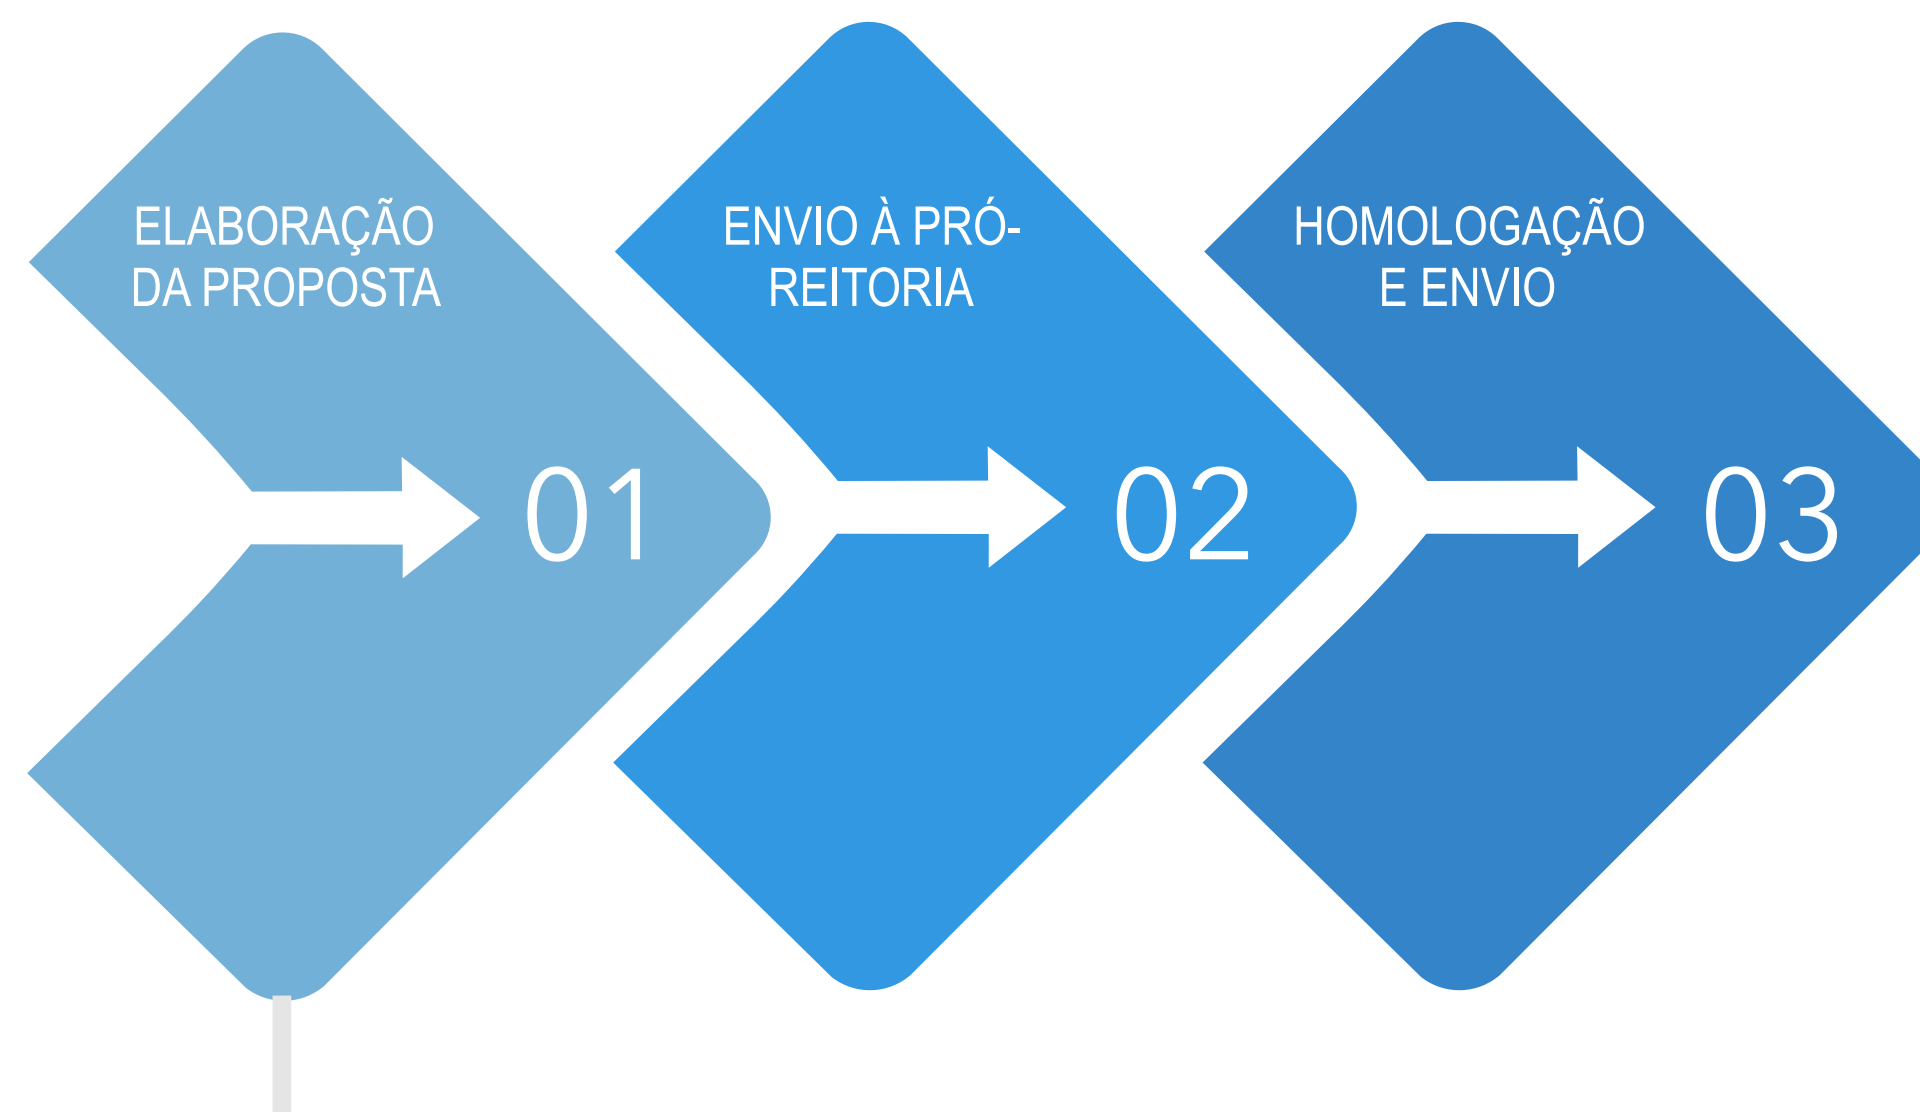 ELABORAÇÃO
DA PROPOSTA
01
ENVIO À PRÓ-
REITORIA
02
HOMOLOGAÇÃO
E ENVIO
03